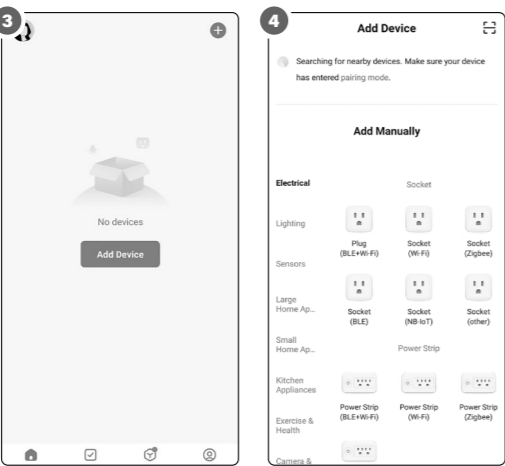 3
No devices
Add Device
4
Add Device
Searching for nearby devices. Make sure your device
has entered pairing mode.
Add Manually
Electrical
Lighting
Sensors
Large
Home Ap...
Small
Home Ap...
Kitchen
Appliances
Exercise &
Health
Camera &
Socket
Plug
(BLE+Wi-Fi)
Socket
(Wi-Fi)
Socket
(Zigbee)
Socket
(BLE)
Socket
(NB-IoT)
Socket
(other)
Power Strip
Power Strip
(BLE+Wi-Fi)
Power Strip
(Wi-Fi)
Power Strip
(Zigbee)